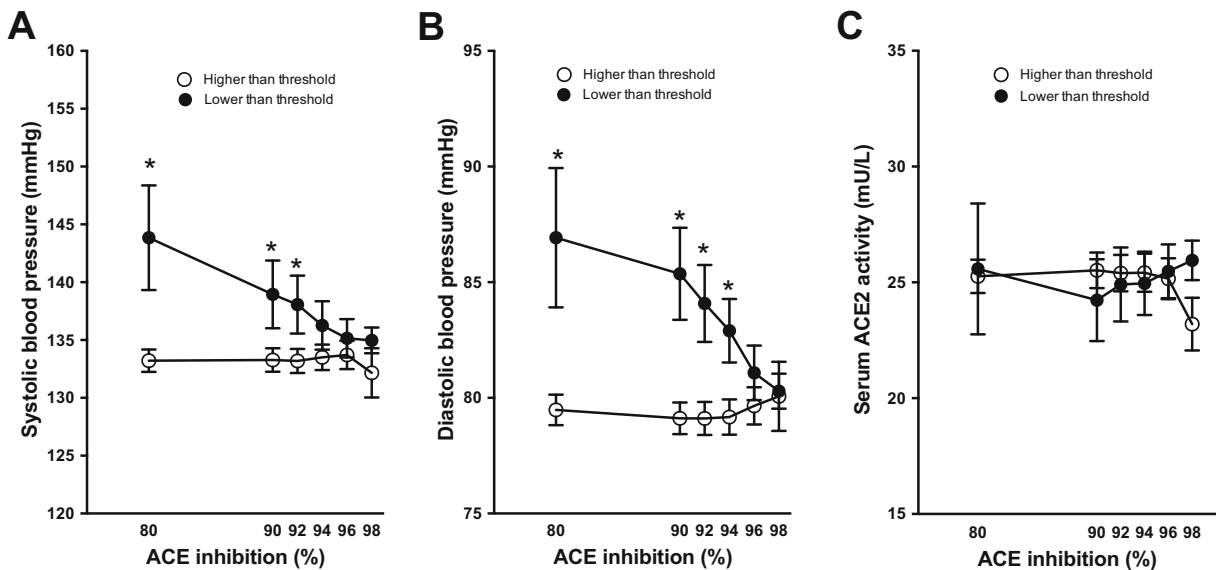 A
Systolic blood pressure (mmHg)
160
155
150
145
140
135
130
125
120
Higher than threshold
Lower than threshold
*
*
*
80 90 92 94 96 98
ACE inhibition (%)
B
Diastolic blood pressure (mmHg)
95
90
85
80
75
Higher than threshold
Lower than threshold
*
*
*
*
80 90 92 94 96 98
ACE inhibition (%)
C
Serum ACE2 activity (mU/L)
35
30
25
20
15
Higher than threshold
Lower than threshold
80 90 92 94 96 98
ACE inhibition (%)